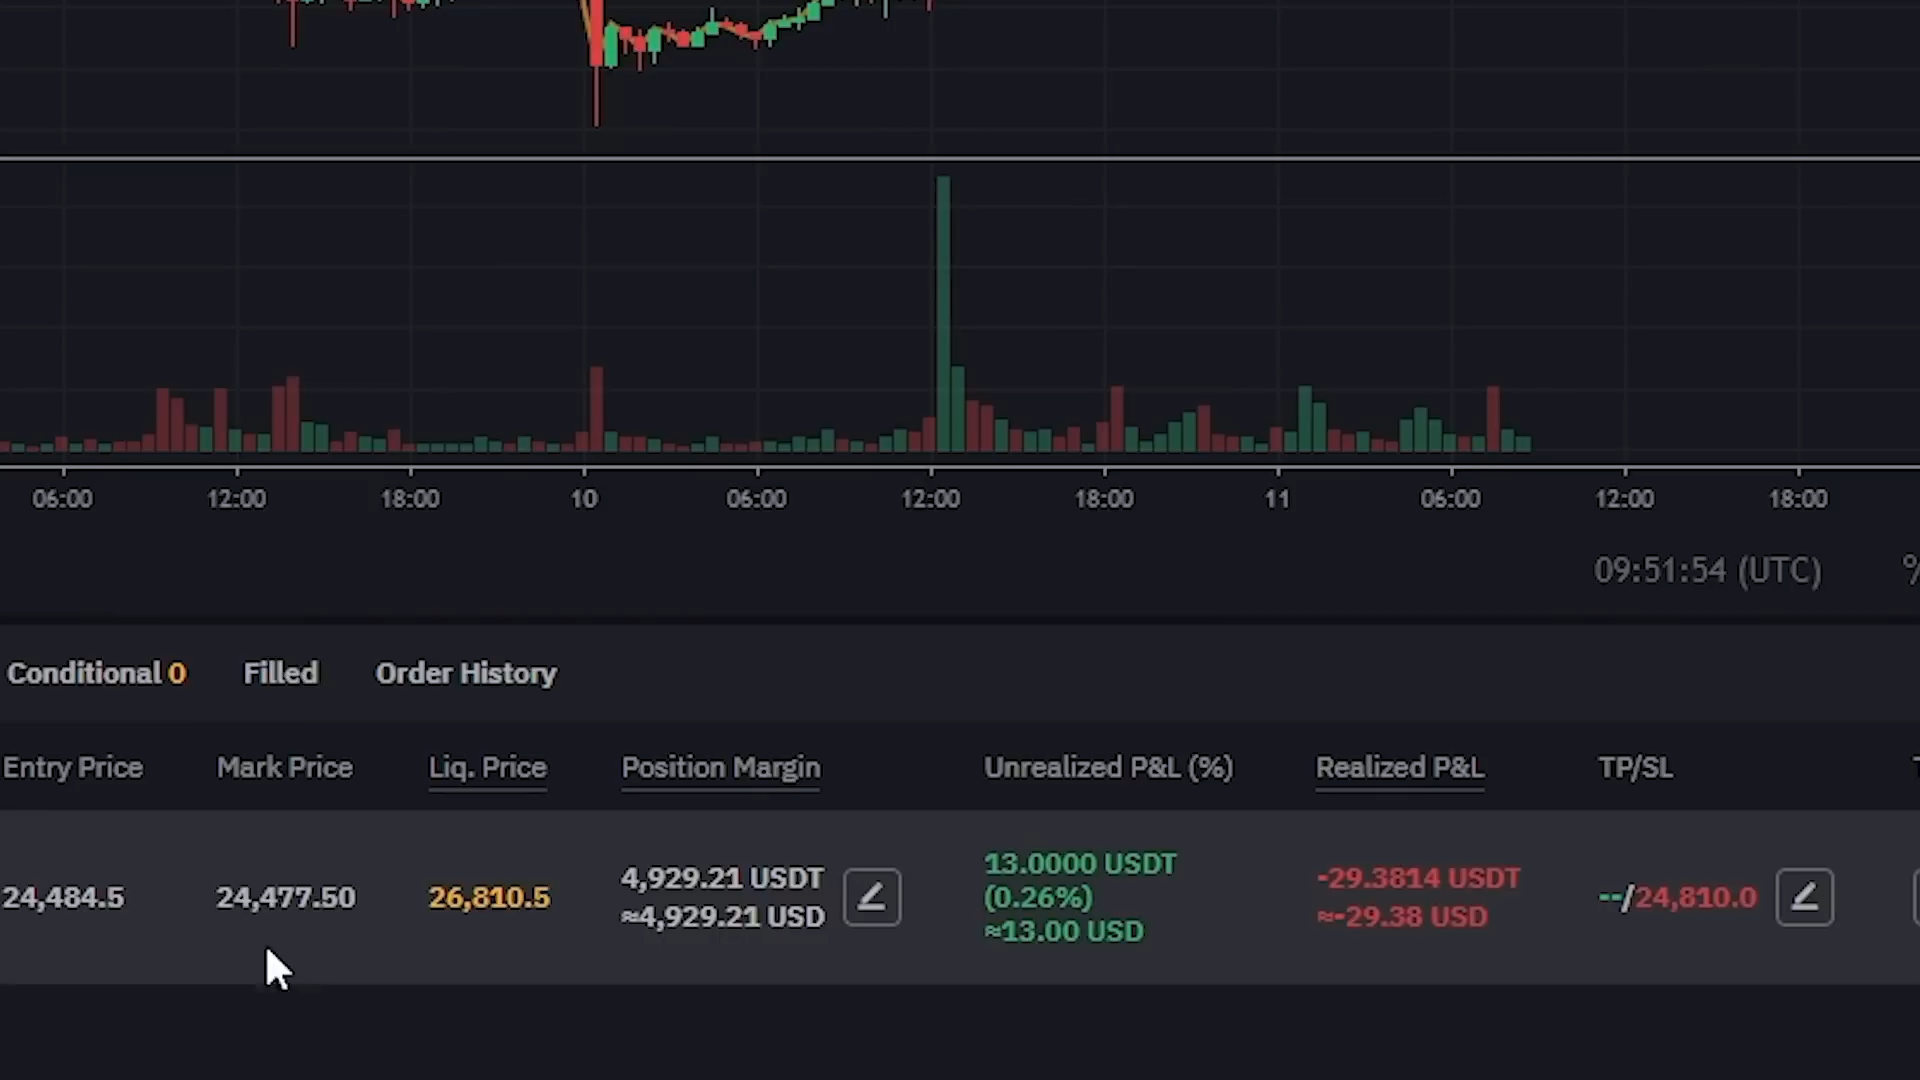 06:00 12:00 18:00 10 06:00 12:00 18:00 11 06:00 12:00 18:00
09:51:54 (UTC) %
Conditional 0 Filled Order History
Entry Price Mark Price Liq. Price Position Margin Unrealized P&L (%) Realized P&L TP/SL
24,484.5 24,477.50 26,810.5 4,929.21 USDT
≈4,929.21 USD
13.0000 USDT
(0.26%)
≈13.00 USD
-29.3814 USDT
≈-29.38 USD
--/24,810.0